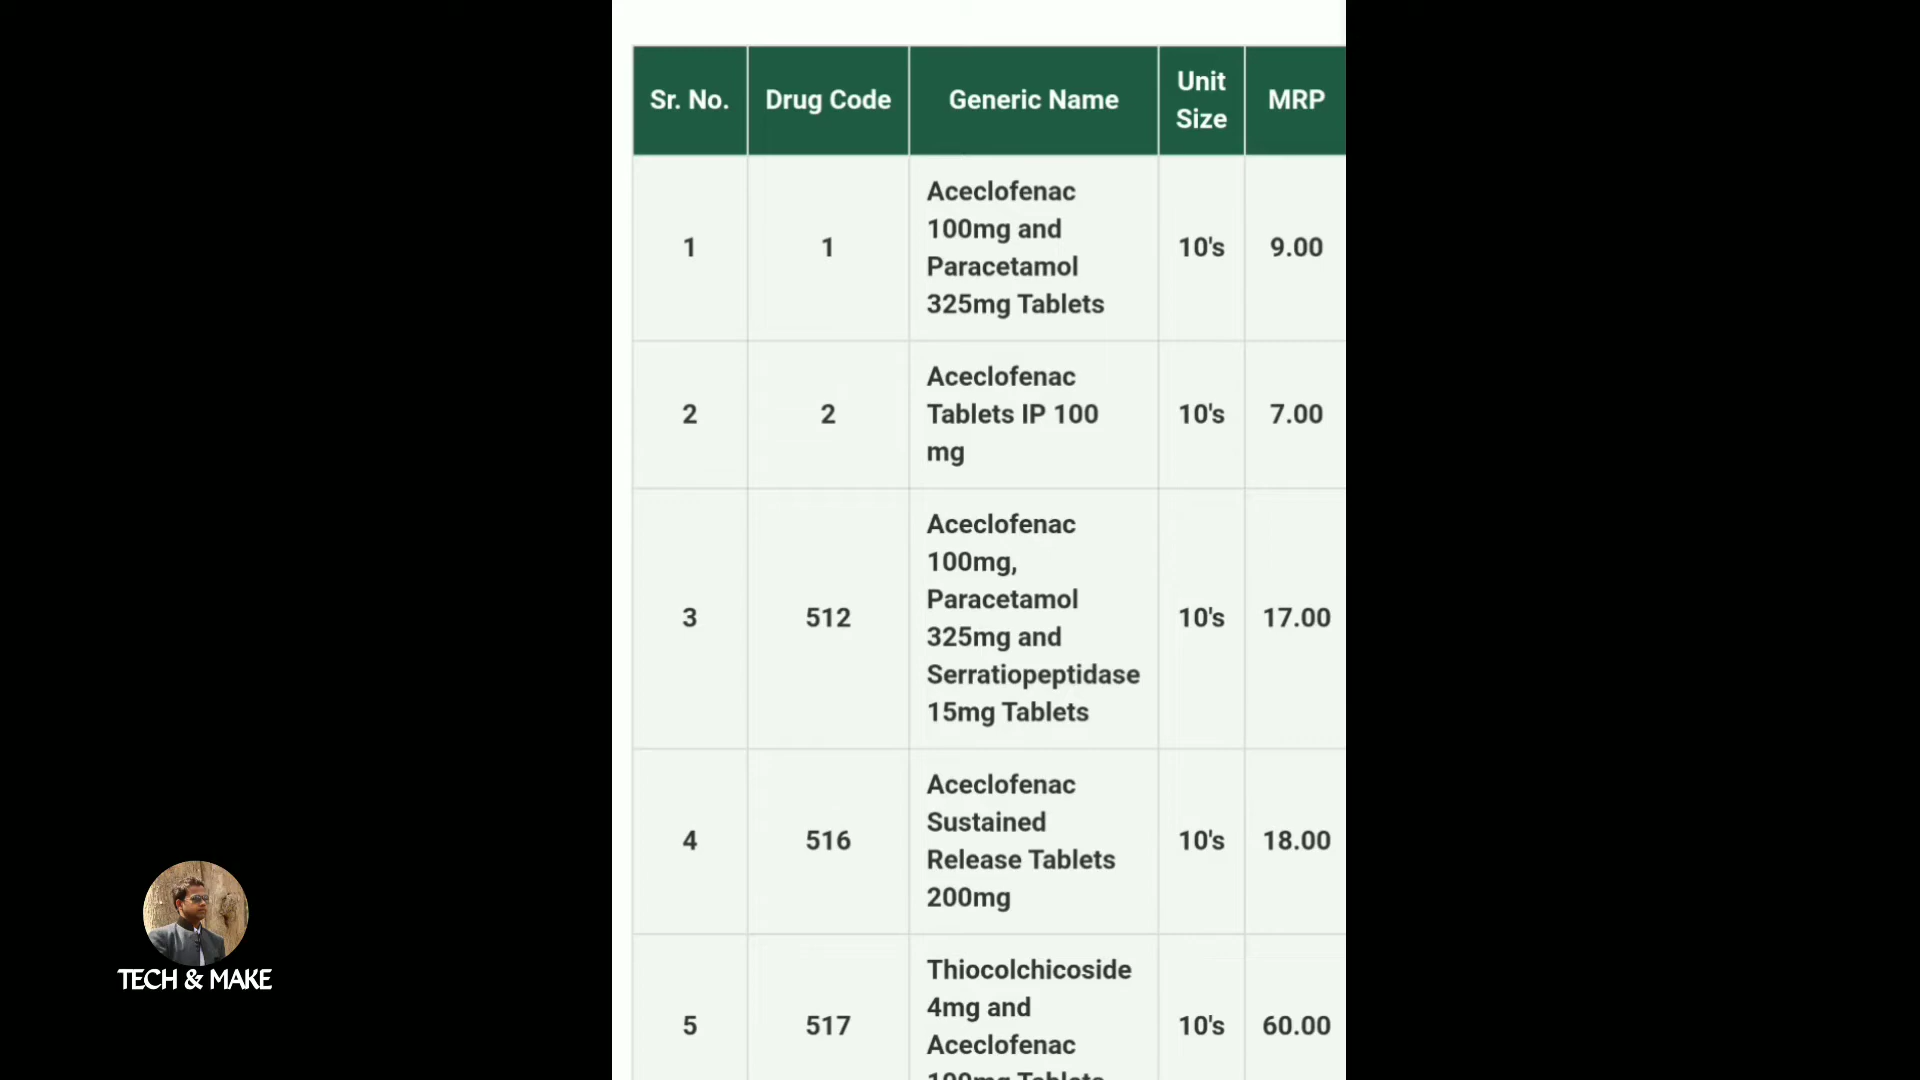 Sr. No. Drug Code Generic Name Unit Size MRP
1 1 Aceclofenac 100mg and Paracetamol 325mg Tablets 10's 9.00
2 2 Aceclofenac Tablets IP 100 mg 10's 7.00
3 512 Aceclofenac 100mg, Paracetamol 325mg and Serratiopeptidase 15mg Tablets 10's 17.00
4 516 Aceclofenac Sustained Release Tablets 200mg 10's 18.00
5 517 Thiocolchicoside 4mg and Aceclofenac 100mg Tablets 10's 60.00
TECH & MAKE